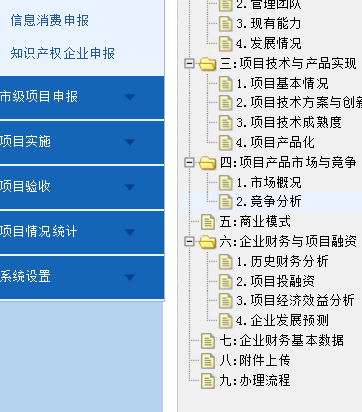 信息消费申报
知识产权企业申报
市级项目申报
项目实施
项目验收
项目情况统计
系统设置
2.管理团队
3.现有能力
4.发展情况
三:项目技术与产品实现
1.项目基本情况
2.项目技术方案与创新
3.项目技术成熟度
4.项目产品化
四:项目产品市场与竞争
1.市场概况
2.竞争分析
五:商业模式
六:企业财务与项目融资
1.历史财务分析
2.项目投融资
3.项目经济效益分析
4.企业发展预测
七:企业财务基本数据
八:附件上传
九:办理流程